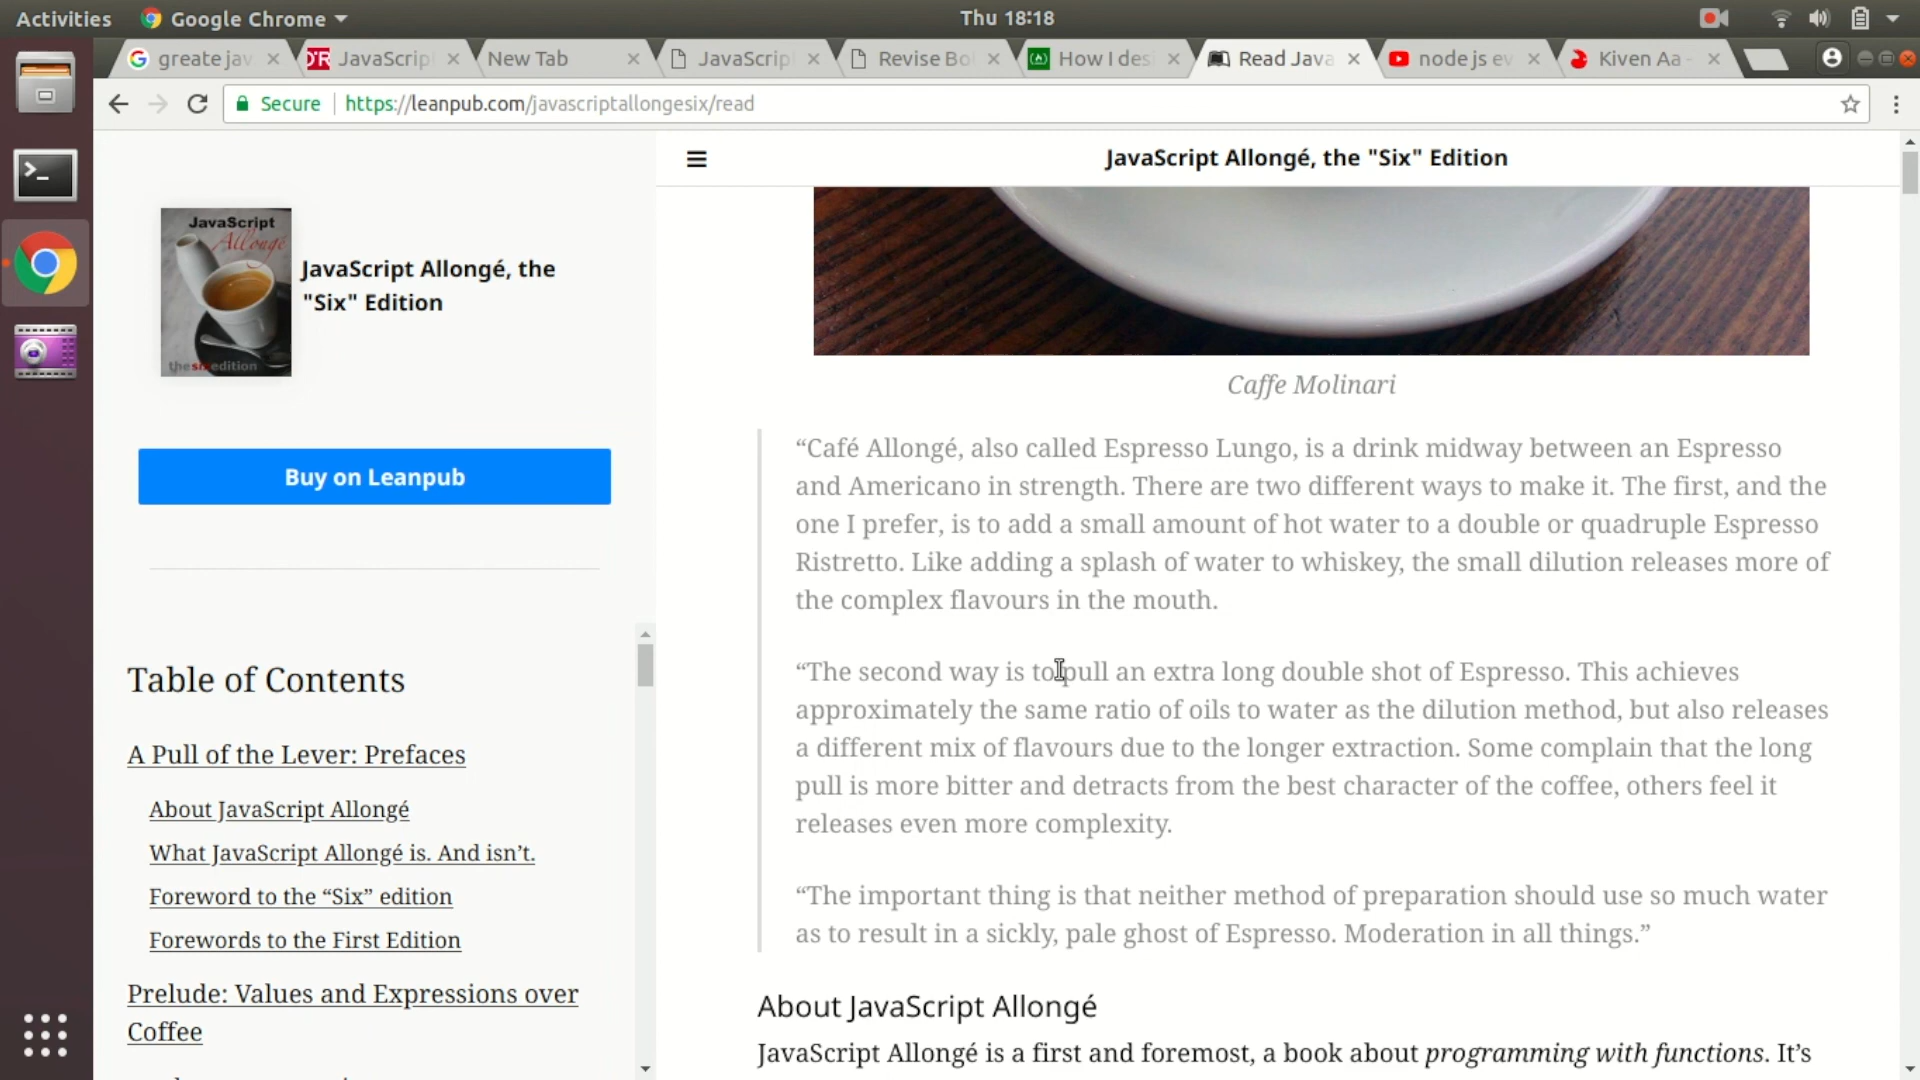 Activities
Google Chrome
Thu 18:18
greate jav
JavaScrip
New Tab
JavaScrip
Revise Bo
How I desi
Read Java
node js ev
Kiven Aa -
Secure
https://leanpub.com/javascriptallongesix/read
JavaScript
Allongé
the six edition
JavaScript Allongé, the
"Six" Edition
Buy on Leanpub
Table of Contents
A Pull of the Lever: Prefaces
About JavaScript Allongé
What JavaScript Allongé is. And isn’t.
Foreword to the “Six” edition
Forewords to the First Edition
Prelude: Values and Expressions over
Coffee
JavaScript Allongé, the "Six" Edition
Caffe Molinari
“Café Allongé, also called Espresso Lungo, is a drink midway between an Espresso
and Americano in strength. There are two different ways to make it. The first, and the
one I prefer, is to add a small amount of hot water to a double or quadruple Espresso
Ristretto. Like adding a splash of water to whiskey, the small dilution releases more of
the complex flavours in the mouth.
“The second way is to pull an extra long double shot of Espresso. This achieves
approximately the same ratio of oils to water as the dilution method, but also releases
a different mix of flavours due to the longer extraction. Some complain that the long
pull is more bitter and detracts from the best character of the coffee, others feel it
releases even more complexity.
“The important thing is that neither method of preparation should use so much water
as to result in a sickly, pale ghost of Espresso. Moderation in all things.”
About JavaScript Allongé
JavaScript Allongé is a first and foremost, a book about programming with functions. It’s